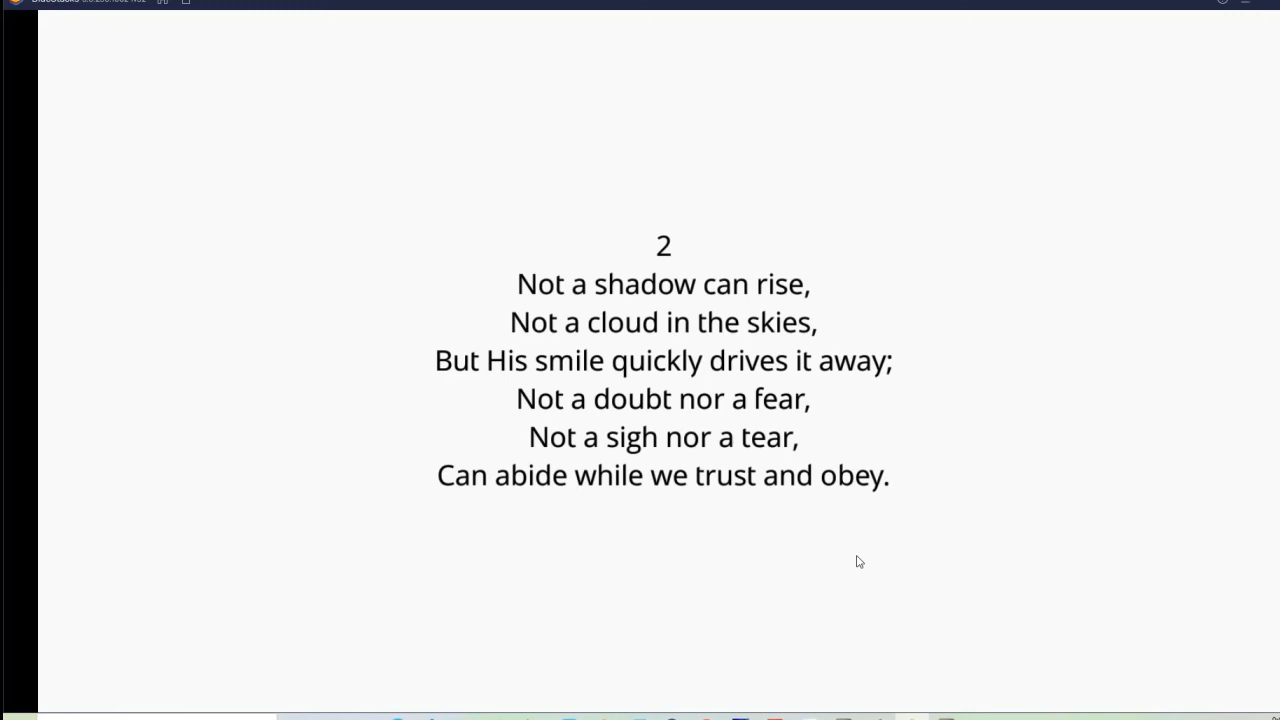 2
Not a shadow can rise,
Not a cloud in the skies,
But His smile quickly drives it away;
Not a doubt nor a fear,
Not a sigh nor a tear,
Can abide while we trust and obey.